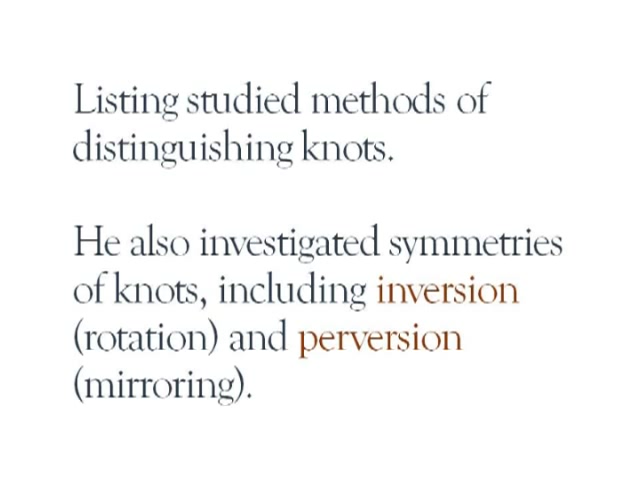 Listing studied methods of
distinguishing knots.
He also investigated symmetries
of knots, including inversion
(rotation) and perversion
(mirroring).